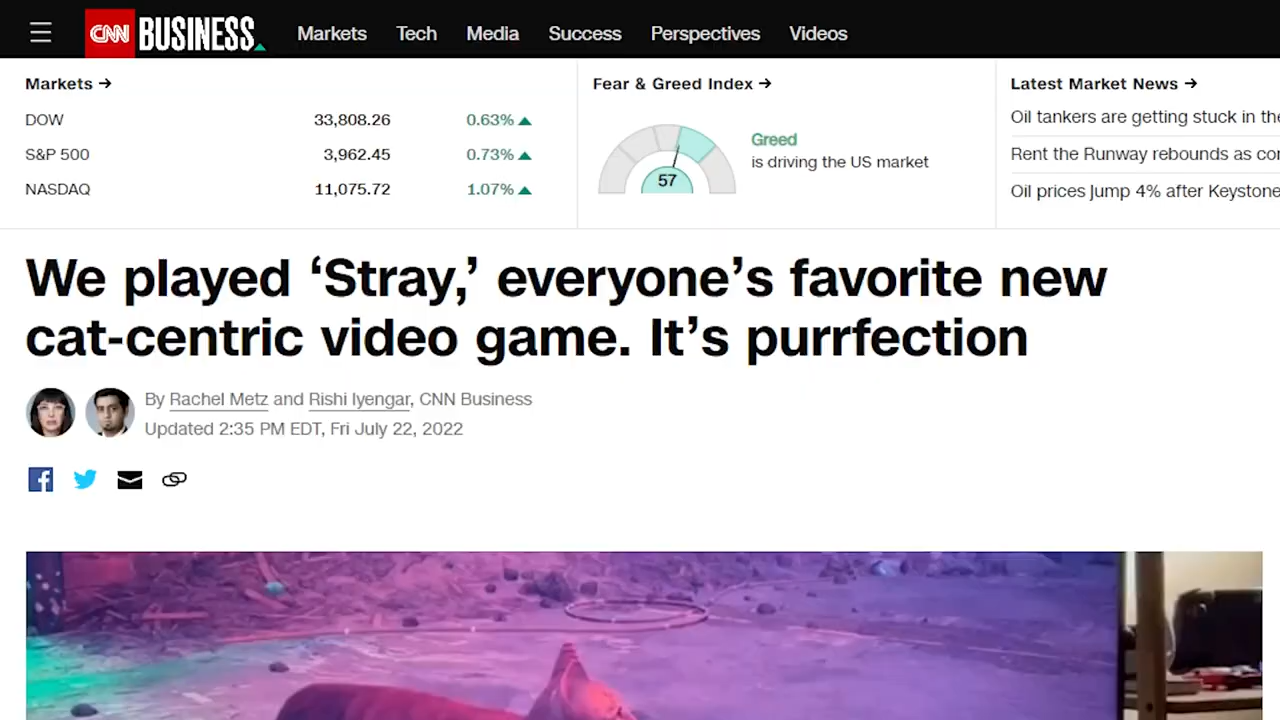 CNN BUSINESS Markets Tech Media Success Perspectives Videos
Markets →
DOW 33,808.26 0.63%
S&P 500 3,962.45 0.73%
NASDAQ 11,075.72 1.07%
Fear & Greed Index →
57
Greed
is driving the US market
Latest Market News →
Oil tankers are getting stuck in the
Rent the Runway rebounds as
Oil prices jump 4% after Keystone
We played ‘Stray,’ everyone’s favorite new
cat-centric video game. It’s purrfection
By Rachel Metz and Rishi Iyengar, CNN Business
Updated 2:35 PM EDT, Fri July 22, 2022